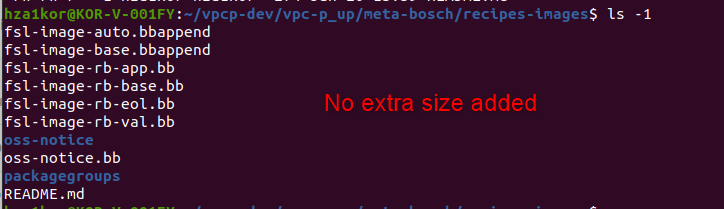 hza1kor@KOR-V-001FY:~/vpcp-dev/vpc-p_up/meta-bosch/recipes-images$ ls -1
fsl-image-auto.bbappend
fsl-image-base.bbappend
fsl-image-rb-app.bb
fsl-image-rb-base.bb
fsl-image-rb-eol.bb
fsl-image-rb-val.bb
No extra size added
oss-notice
oss-notice.bb
packagegroups
README.md